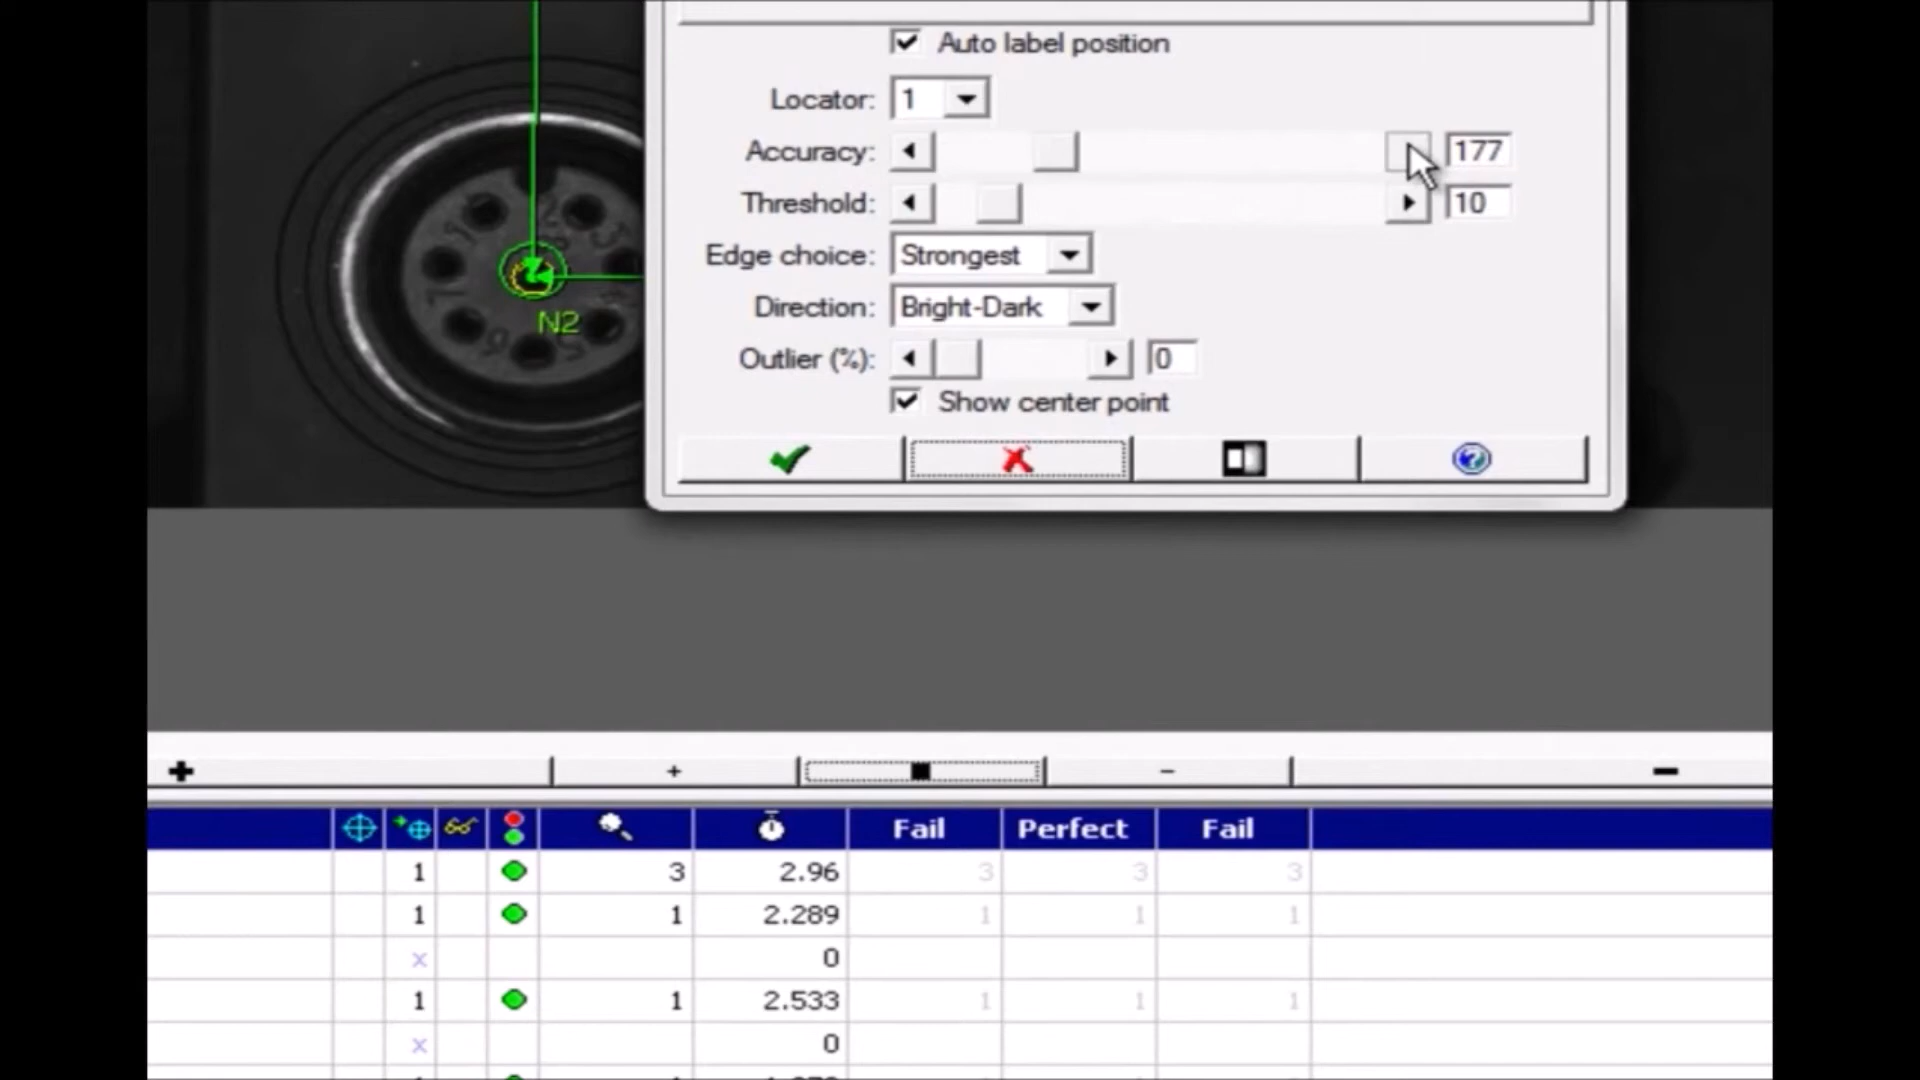 Auto label position
Locator: 1
Accuracy: 177
Threshold: 10
Edge choice: Strongest
Direction: Bright-Dark
Outlier (%): 0
Show center point
N2
+ + - -
Fail Perfect Fail
1 3 2.96 3 3 3
1 1 2.289 1 1 1
x 0
1 1 2.533 1 1 1
x 0